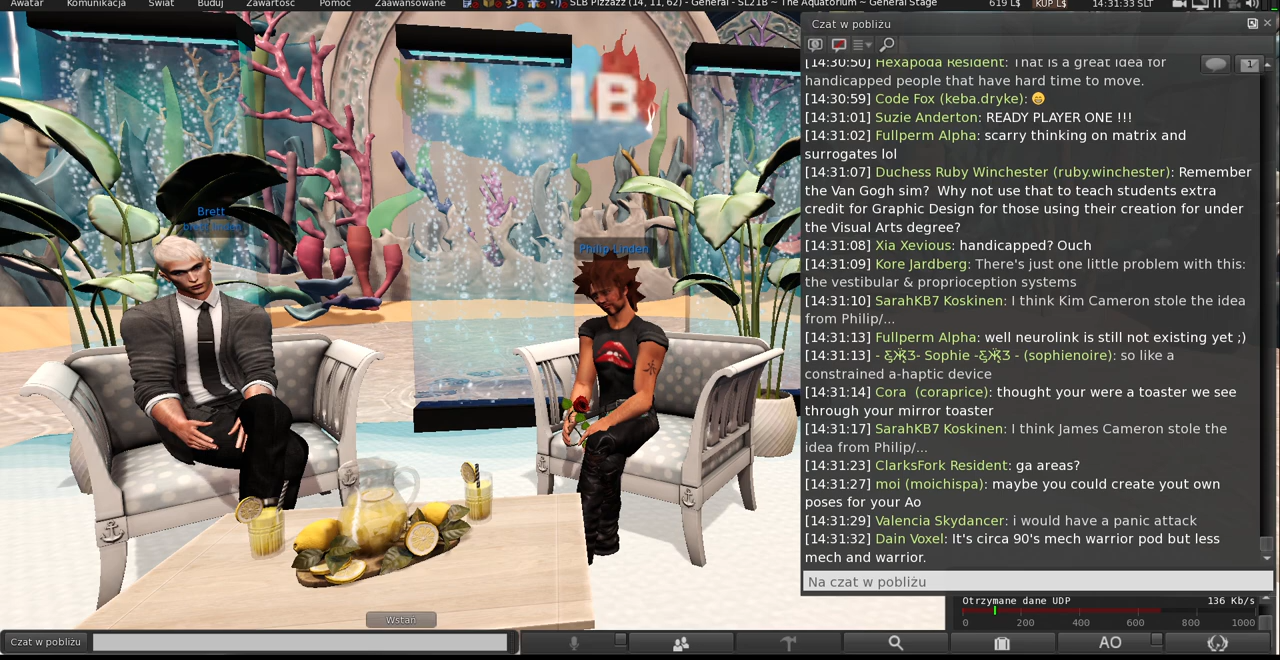 Awatar Komunikacja Świat Buduj Zawartość Pomoc Zaawansowane SLB Pizzazz (14, 11, 62) - General - SL21B ~ The Aquatorium ~ General Stage 619 L$ KUP L$ 14:31:33 SLT
Czat w pobliżu
1
[14:30:50] Hexapoda Resident: That is a great idea for
handicapped people that have hard time to move.
[14:30:59] Code Fox (keba.dryke): 😁
[14:31:01] Suzie Anderton: READY PLAYER ONE !!!
[14:31:02] Fullperm Alpha: scarry thinking on matrix and
surrogates lol
[14:31:07] Duchess Ruby Winchester (ruby.winchester): Remember
the Van Gogh sim?  Why not use that to teach students extra
credit for Graphic Design for those using their creation for under
the Visual Arts degree?
[14:31:08] Xia Xevious: handicapped? Ouch
[14:31:09] Kore Jardberg: There's just one little problem with this:
the vestibular & proprioception systems
[14:31:10] SarahKB7 Koskinen: I think Kim Cameron stole the idea
from Philip/...
[14:31:13] Fullperm Alpha: well neurolink is still not existing yet ;)
[14:31:13] - Ƹ̵̡Ӝ̵̨̄Ʒ- Sophie -Ƹ̵̡Ӝ̵̨̄Ʒ - (sophienoire): so like a
constrained a-haptic device
[14:31:14] Cora  (coraprice): thought your were a toaster we see
through your mirror toaster
[14:31:17] SarahKB7 Koskinen: I think James Cameron stole the
idea from Philip/...
[14:31:23] ClarksFork Resident: ga areas?
[14:31:27] moi (moichispa): maybe you could create yout own
poses for your Ao
[14:31:29] Valencia Skydancer: i would have a panic attack
[14:31:32] Dain Voxel: It's circa 90's mech warrior pod but less
mech and warrior.
Na czat w pobliżu
SL21B
Brett
brett.linden
Philip Linden
Wstań
Otrzymane dane UDP 136 Kb/s
0 200 400 600 800 1000
Czat w pobliżu
AO